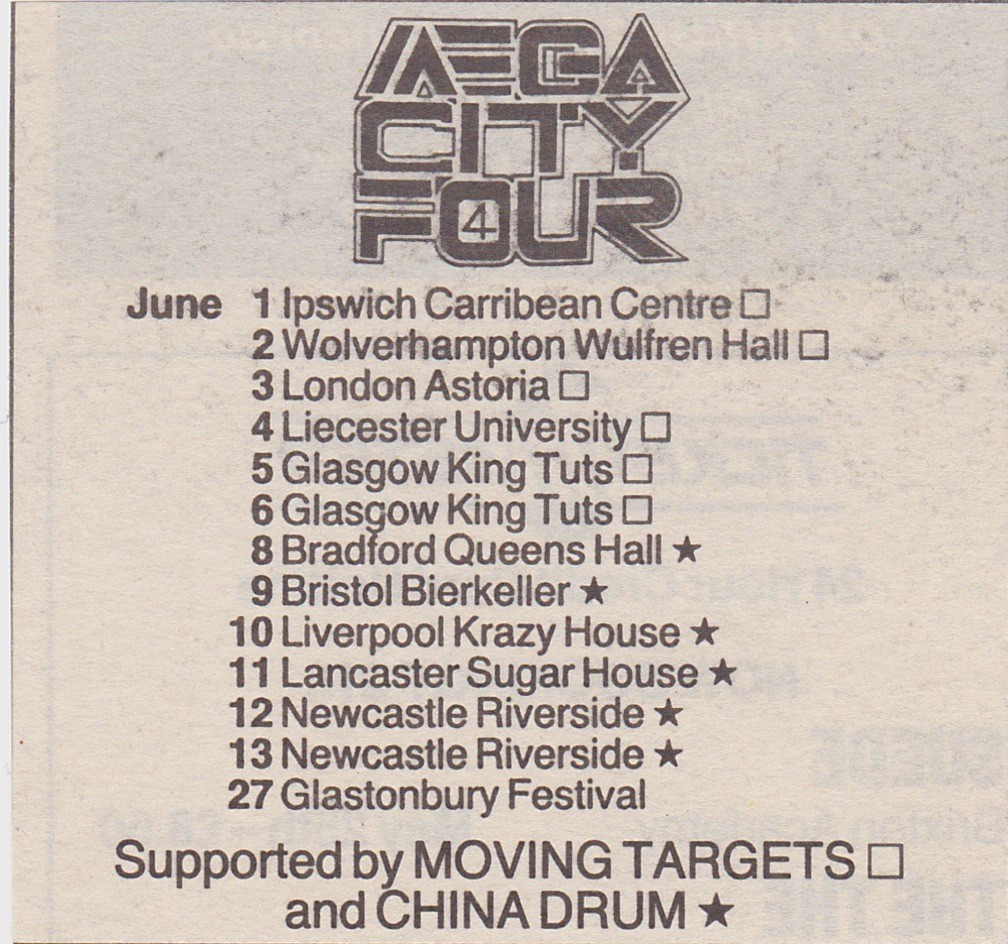 MEGA
CITY
FOUR
4
June 1 Ipswich Carribean Centre □
2 Wolverhampton Wulfren Hall □
3 London Astoria □
4 Liecester University □
5 Glasgow King Tuts □
6 Glasgow King Tuts □
8 Bradford Queens Hall ★
9 Bristol Bierkeller ★
10 Liverpool Krazy House ★
11 Lancaster Sugar House ★
12 Newcastle Riverside ★
13 Newcastle Riverside ★
27 Glastonbury Festival
Supported by MOVING TARGETS □
and CHINA DRUM ★